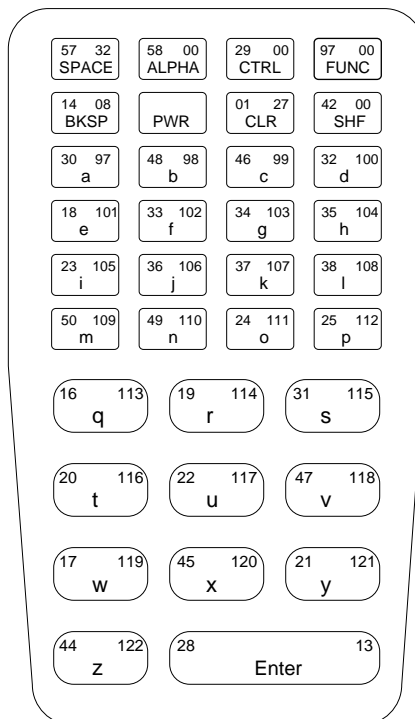 57 32 58 00 29 00 97 00
SPACE ALPHA CTRL FUNC
14 08 01 27 42 00
BKSP PWR CLR SHF
30 97 48 98 46 99 32 100
a b c d
18 101 33 102 34 103 35 104
e f g h
23 105 36 106 37 107 38 108
i j k l
50 109 49 110 24 111 25 112
m n o p
16 113 19 114 31 115
q r s
20 116 22 117 47 118
t u v
17 119 45 120 21 121
w x y
44 122 28 13
z Enter